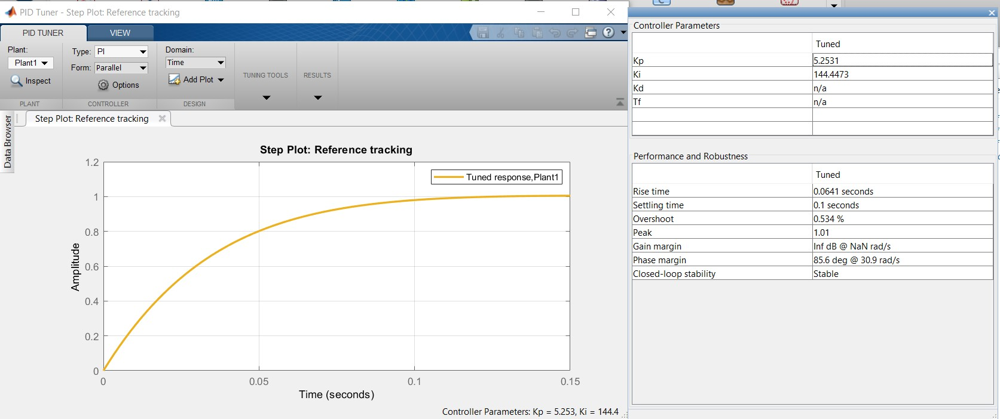 PID Tuner - Step Plot: Reference tracking
PID TUNER
VIEW
Plant:
Plant1
Inspect
PLANT
Type: PI
Form: Parallel
Options
CONTROLLER
Domain:
Time
Add Plot
DESIGN
TUNING TOOLS
RESULTS
Data Browser
Step Plot: Reference tracking
Step Plot: Reference tracking
Tuned response,Plant1
Amplitude
1.2
1
0.8
0.6
0.4
0.2
0
0 0.05 0.1 0.15
Time (seconds)
Controller Parameters: Kp = 5.253, Ki = 144.4
Controller Parameters
Tuned
Kp 5.2531
Ki 144.4473
Kd n/a
Tf n/a
Performance and Robustness
Tuned
Rise time 0.0641 seconds
Settling time 0.1 seconds
Overshoot 0.534 %
Peak 1.01
Gain margin Inf dB @ NaN rad/s
Phase margin 85.6 deg @ 30.9 rad/s
Closed-loop stability Stable